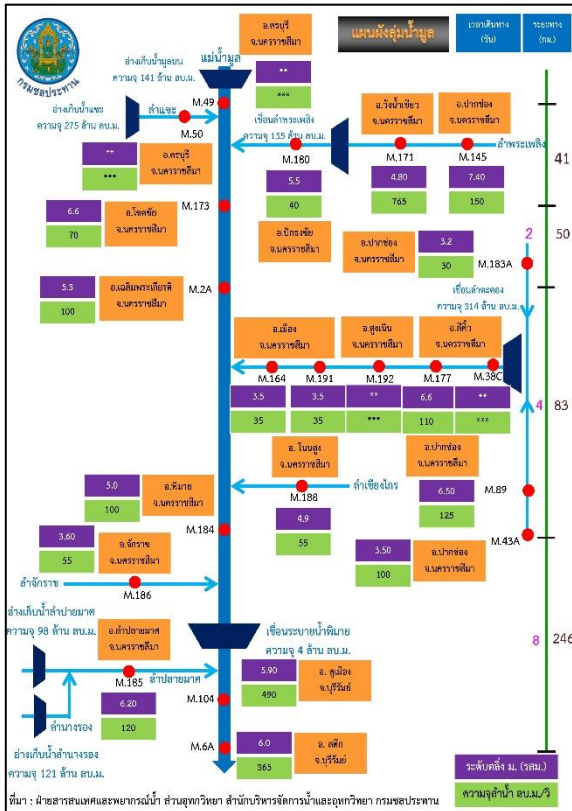 กรมชลประทาน
อ.ครบุรี
จ.นครราชสีมา
แผนผังลุ่มน้ำมูล
เวลาเดินทาง
(วัน)
ระยะทาง
(กม.)
อ่างเก็บน้ำมูลบน
ความจุ 141 ล้าน ลบ.ม.
แม่น้ำมูล
**
***
M.49
อ่างเก็บน้ำแชะ
ความจุ 275 ล้าน ลบ.ม.
ลำแชะ
M.50
เขื่อนลำพระเพลิง
ความจุ 155 ล้าน ลบ.ม.
อ.วังน้ำเขียว
จ.นครราชสีมา
อ.ปากช่อง
จ.นครราชสีมา
ลำพระเพลิง
M.180
M.171
M.145
41
**
***
อ.ครบุรี
จ.นครราชสีมา
5.5
40
4.80
765
7.40
150
6.6
70
อ.โชคชัย
จ.นครราชสีมา
M.173
อ.ปักธงชัย
จ.นครราชสีมา
อ.ปากช่อง
จ.นครราชสีมา
3.2
30
M.183A
2
50
5.3
100
อ.เฉลิมพระเกียรติ
จ.นครราชสีมา
M.2A
เขื่อนลำตะคอง
ความจุ 314 ล้าน ลบ.ม.
อ.เมือง
จ.นครราชสีมา
อ.สูงเนิน
จ.นครราชสีมา
อ.สีคิ้ว
จ.นครราชสีมา
M.164
M.191
M.192
M.177
M.38C
3.5
35
3.5
35
**
***
6.6
110
**
***
4
83
อ. โนนสูง
จ.นครราชสีมา
อ.ปากช่อง
จ.นครราชสีมา
5.0
100
อ.พิมาย
จ.นครราชสีมา
M.188
ลำเชียงไกร
6.50
125
M.89
M.184
4.9
55
3.60
55
อ.จักราช
จ.นครราชสีมา
3.50
100
อ.ปากช่อง
จ.นครราชสีมา
M.43A
ลำจักราช
M.186
อ่างเก็บน้ำลำปายมาศ
ความจุ 98 ล้าน ลบ.ม.
อ.ลำปลายมาศ
จ.นครราชสีมา
เขื่อนระบายน้ำพิมาย
ความจุ 4 ล้าน ลบ.ม.
8
246
M.185
ลำปลายมาศ
5.90
490
อ. คูเมือง
จ.บุรีรัมย์
M.104
6.20
120
ลำนางรอง
อ่างเก็บน้ำลำนางรอง
ความจุ 121 ล้าน ลบ.ม.
M.6A
6.0
365
อ. สตึก
จ.บุรีรัมย์
ระดับตลิ่ง ม. (รสม.)
ความจุลำน้ำ ลบ.ม./วิ
ที่มา : ฝ่ายสารสนเทศและพยากรณ์น้ำ ส่วนอุทกวิทยา สำนักบริหารจัดการน้ำและอุทกวิทยา กรมชลประทาน